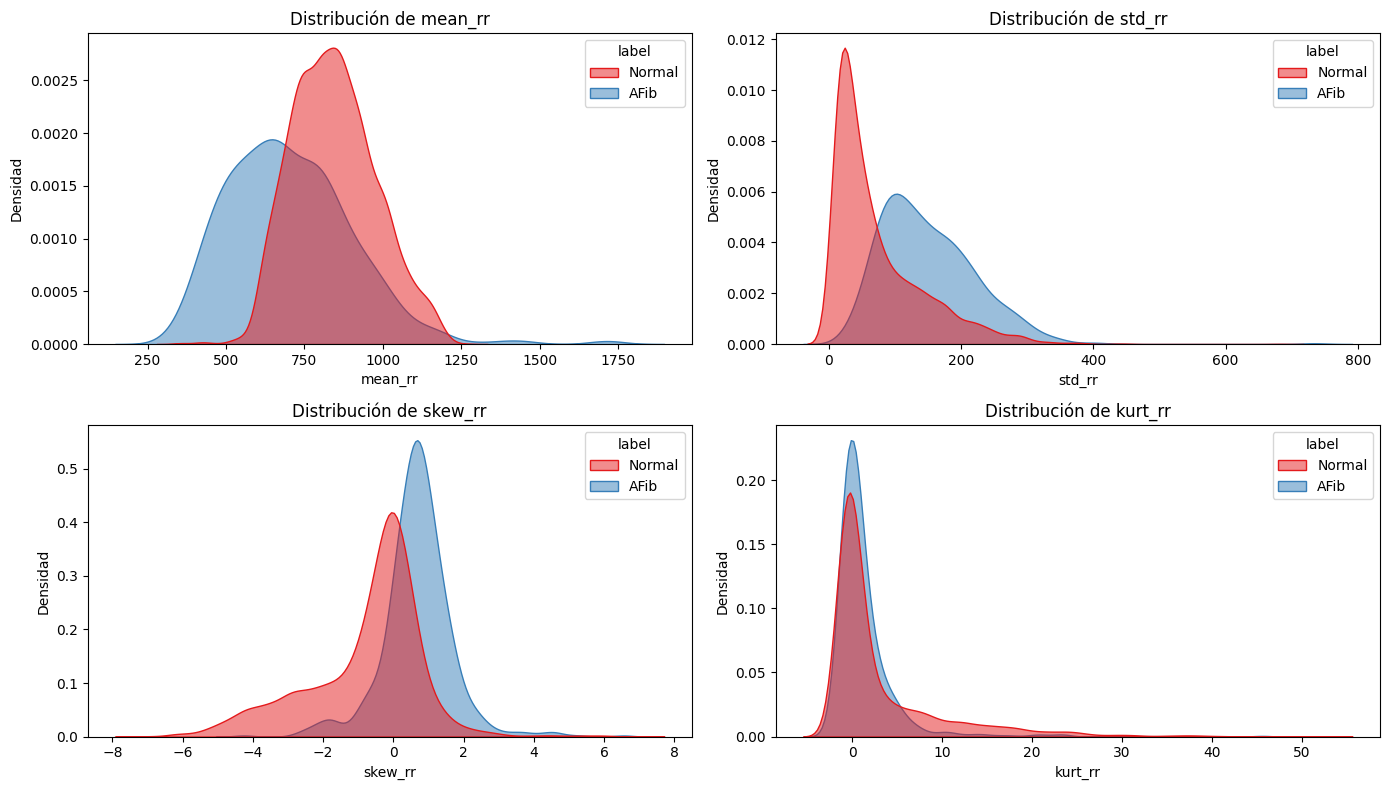 Distribución de mean_rr
label
Normal
AFib
Densidad
0.0025
0.0020
0.0015
0.0010
0.0005
0.0000
250 500 750 1000 1250 1500 1750
mean_rr
Distribución de std_rr
label
Normal
AFib
Densidad
0.012
0.010
0.008
0.006
0.004
0.002
0.000
0 200 400 600 800
std_rr
Distribución de skew_rr
label
Normal
AFib
Densidad
0.5
0.4
0.3
0.2
0.1
0.0
−8 −6 −4 −2 0 2 4 6 8
skew_rr
Distribución de kurt_rr
label
Normal
AFib
Densidad
0.20
0.15
0.10
0.05
0.00
0 10 20 30 40 50
kurt_rr